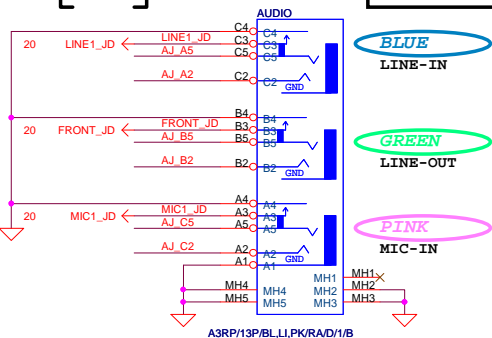 AUDIO
C4 C4
20 LINE1_JD LINE1_JD C3 C3
AJ_A5 C5 C5
AJ_A2 C2 C2
GND
BLUE
LINE-IN
B4 B4
20 FRONT_JD FRONT_JD B3 B3
AJ_B5 B5 B5
AJ_B2 B2 B2
GND
GREEN
LINE-OUT
A4 A4
20 MIC1_JD MIC1_JD A3 A3
AJ_C5 A5 A5
AJ_C2 A2 A2
GND
A1 A1
PINK
MIC-IN
MH1 MH1
MH4 MH4 MH2 MH2
MH5 MH5 MH3 MH3
A3RP/13P/BL,LI,PK/RA/D/1/B